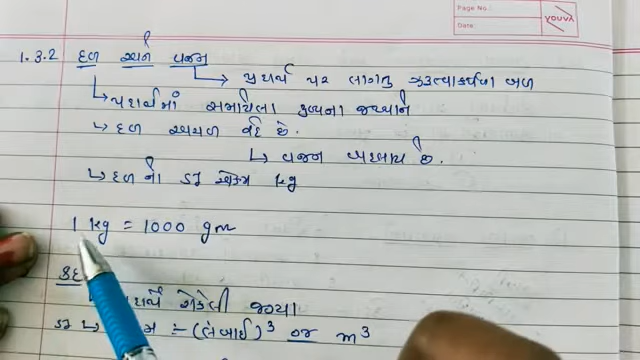 Page No.:
Date:
youva
1.3.2 દળ અને વજન
↳ પદાર્થ પર લાગતુ ગુરુત્વાકર્ષણ બળ
↳ પદાર્થમાં સમાયેલા દ્રવ્યના જથ્થાને
↳ દળ અચળ રહે છે.
↳ વજન બદલાય છે.
↳ દળ નો SI એકમ kg
1 kg = 1000 gm
કદ
પદાર્થે રોકેલી જગ્યા
SI ↳ મ = (લંબાઈ)³ or m³